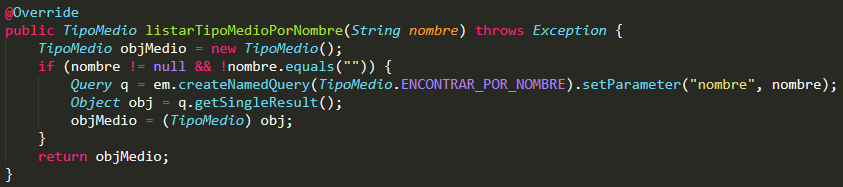 @Override
public TipoMedio listarTipoMedioPorNombre(String nombre) throws Exception {
    TipoMedio objMedio = new TipoMedio();
    if (nombre != null && !nombre.equals("")) {
        Query q = em.createNamedQuery(TipoMedio.ENCONTRAR_POR_NOMBRE).setParameter("nombre", nombre);
        Object obj = q.getSingleResult();
        objMedio = (TipoMedio) obj;
    }
    return objMedio;
}